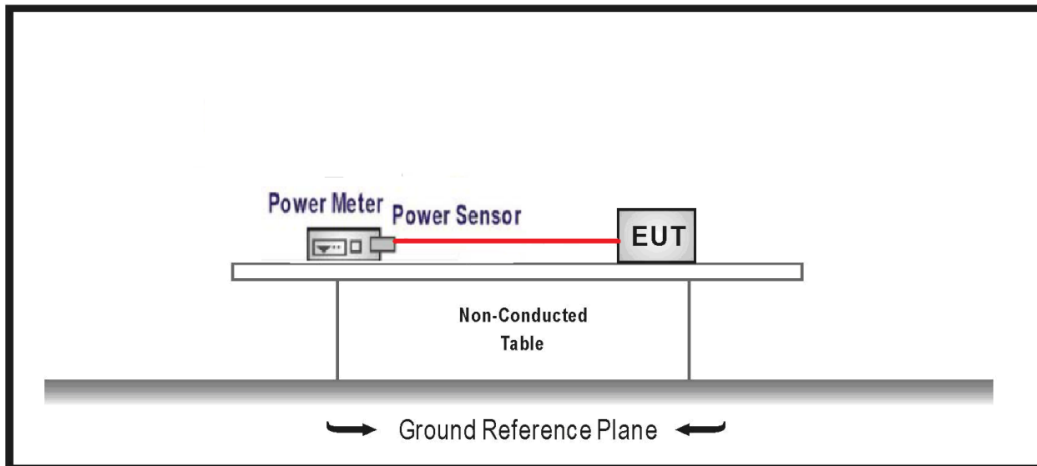 Power Meter
Power Sensor
EUT
Non-Conducted
Table
Ground Reference Plane